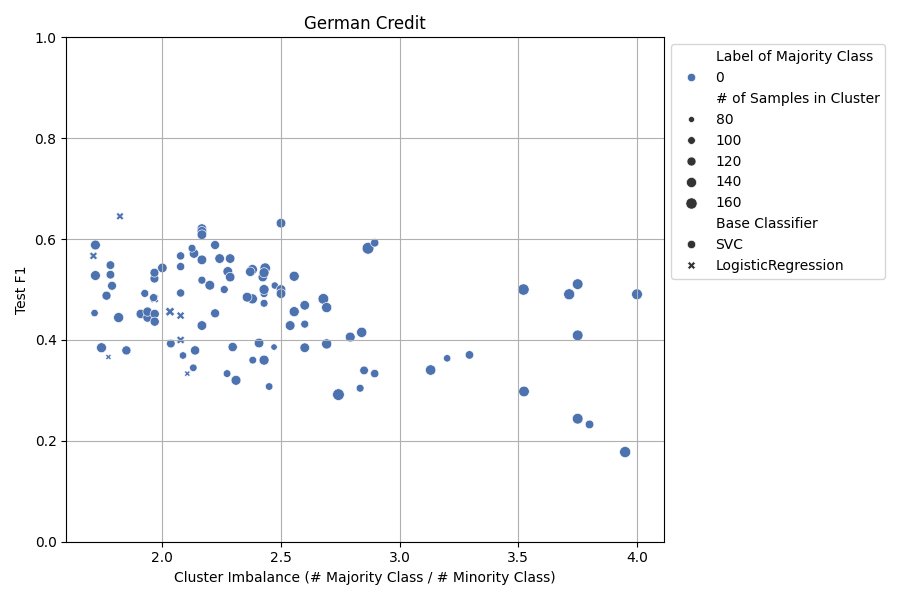 German Credit
1.0
0.8
0.6
0.4
0.2
0.0
Test F1
2.0
2.5
3.0
3.5
4.0
Cluster Imbalance (# Majority Class / # Minority Class)
Label of Majority Class
0
# of Samples in Cluster
80
100
120
140
160
Base Classifier
SVC
LogisticRegression